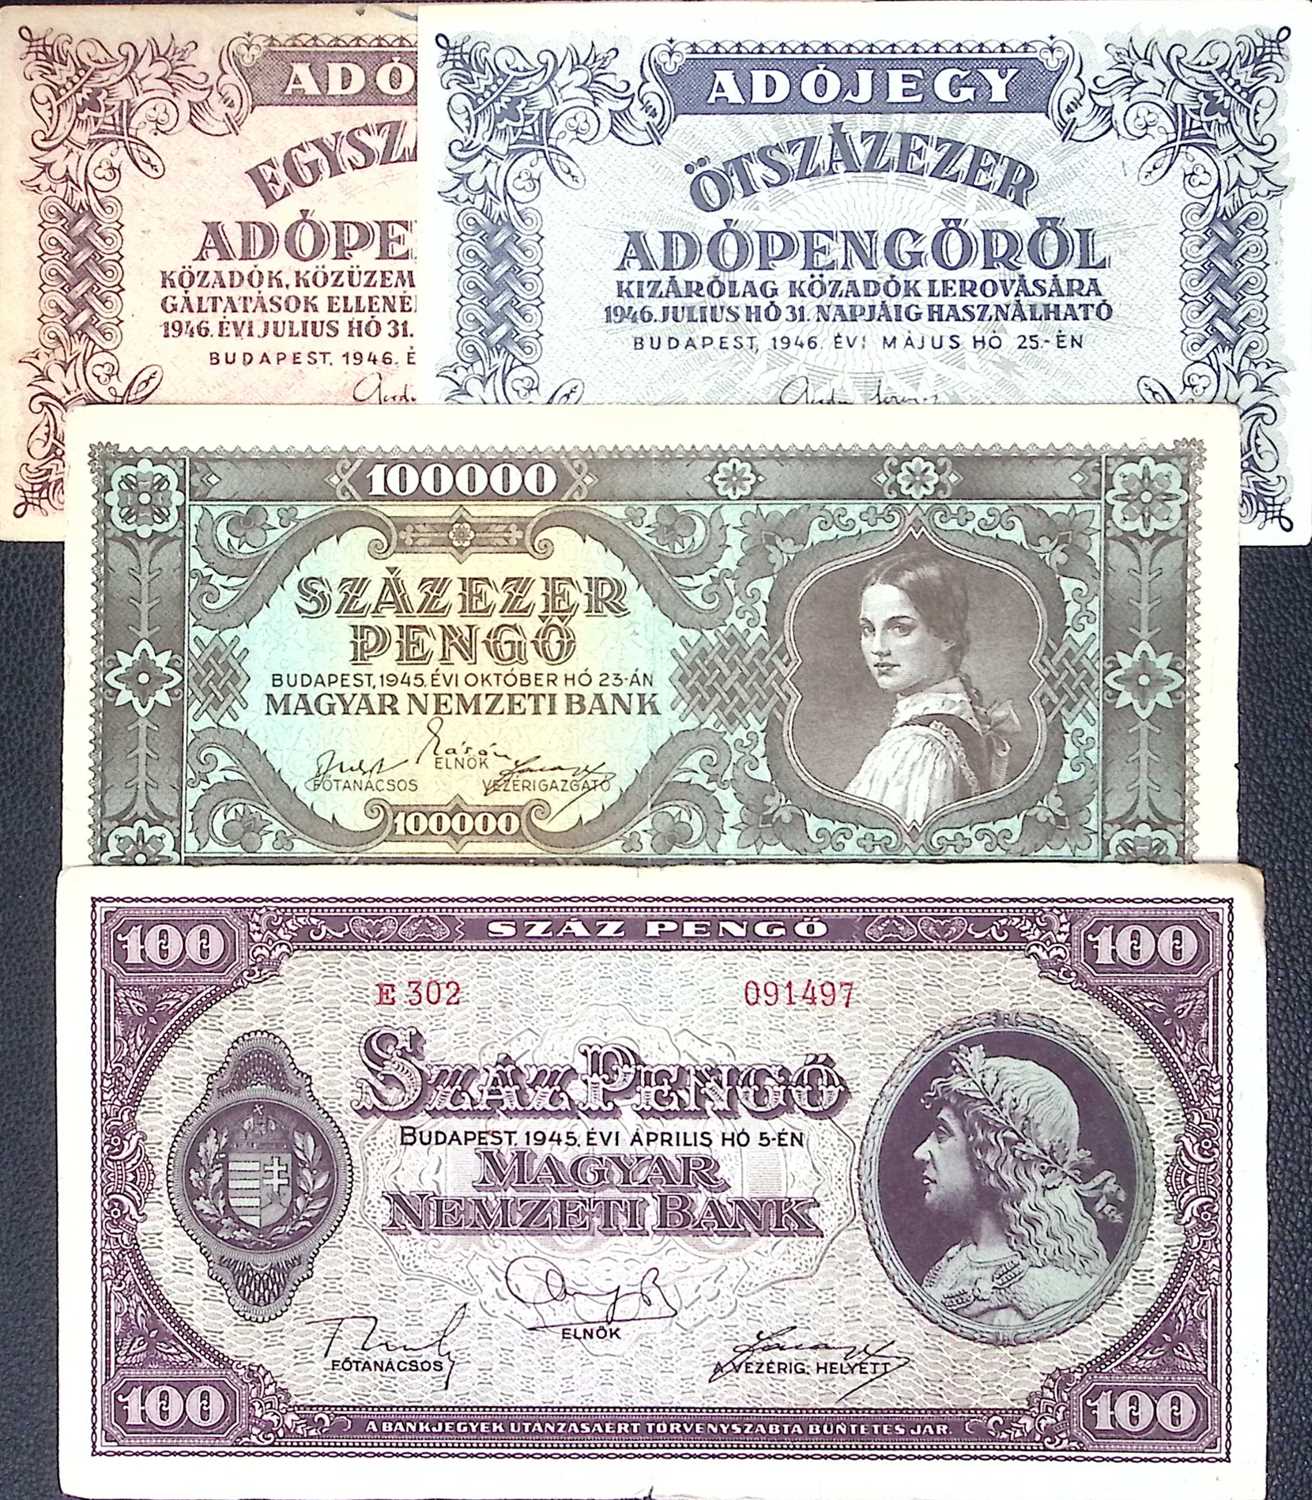 ADÓ
EGYSZ
ADÓPE
KÖZADÓK, KÖZÜZEM
GÁLTATÁSOK ELLENÉ
1946. ÉVI JULIUS HÓ 31.
BUDAPEST, 1946. É
ADÓJEGY
ÖTSZÁZEZER
ADÓPENGŐRŐL
KIZÁRÓLAG KÖZADÓK LEROVÁSÁRA
1946. JULIUS HÓ 31. NAPJÁIG HASZNÁLHATÓ
BUDAPEST, 1946. ÉVI MÁJUS HÓ 25.-ÉN
100000
SZÁZEZER
PENGŐ
BUDAPEST, 1945. ÉVI OKTÓBER HÓ 23-ÁN
MAGYAR NEMZETI BANK
ELNÖK
FŐTANÁCSOS VEZÉRIGAZGATÓ
100000
100 SZÁZ PENGŐ 100
E 302 091497
SZÁZ PENGŐ
BUDAPEST, 1945. ÉVI ÁPRILIS HÓ 5-ÉN
MAGYAR
NEMZETI BANK
ELNÖK
FŐTANÁCSOS A VEZÉRIG. HELYETT
100 100
A BANKJEGYEK UTÁNZÁSÁÉRT TÖRVÉNYSZABTA BÜNTETÉS JÁR.